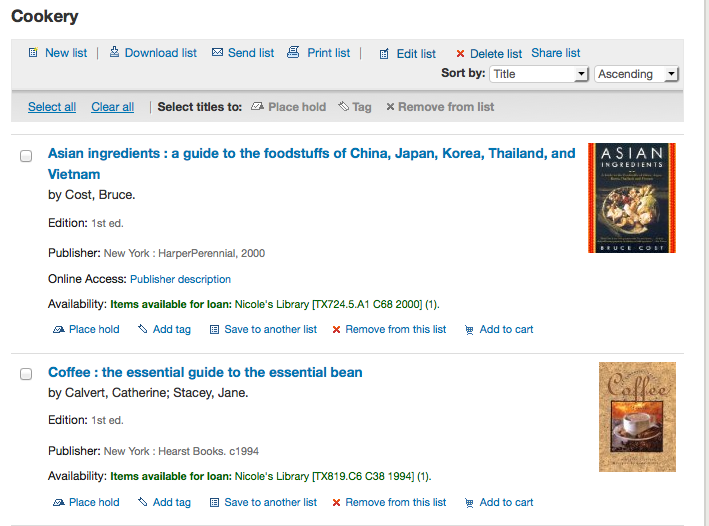 Cookery
New list | Download list Send list Print list | Edit list Delete list Share list
Sort by: Title Ascending
Select all Clear all | Select titles to: Place hold Tag Remove from list
Asian ingredients : a guide to the foodstuffs of China, Japan, Korea, Thailand, and
Vietnam
by Cost, Bruce.
Edition: 1st ed.
Publisher: New York : HarperPerennial, 2000
Online Access: Publisher description
Availability: Items available for loan: Nicole's Library [TX724.5.A1 C68 2000] (1).
Place hold Add tag Save to another list Remove from this list Add to cart
ASIAN
INGREDIENTS
BRUCE COST
Coffee : the essential guide to the essential bean
by Calvert, Catherine; Stacey, Jane.
Edition: 1st ed.
Publisher: New York : Hearst Books. c1994
Availability: Items available for loan: Nicole's Library [TX819.C6 C38 1994] (1).
Place hold Add tag Save to another list Remove from this list Add to cart
Coffee